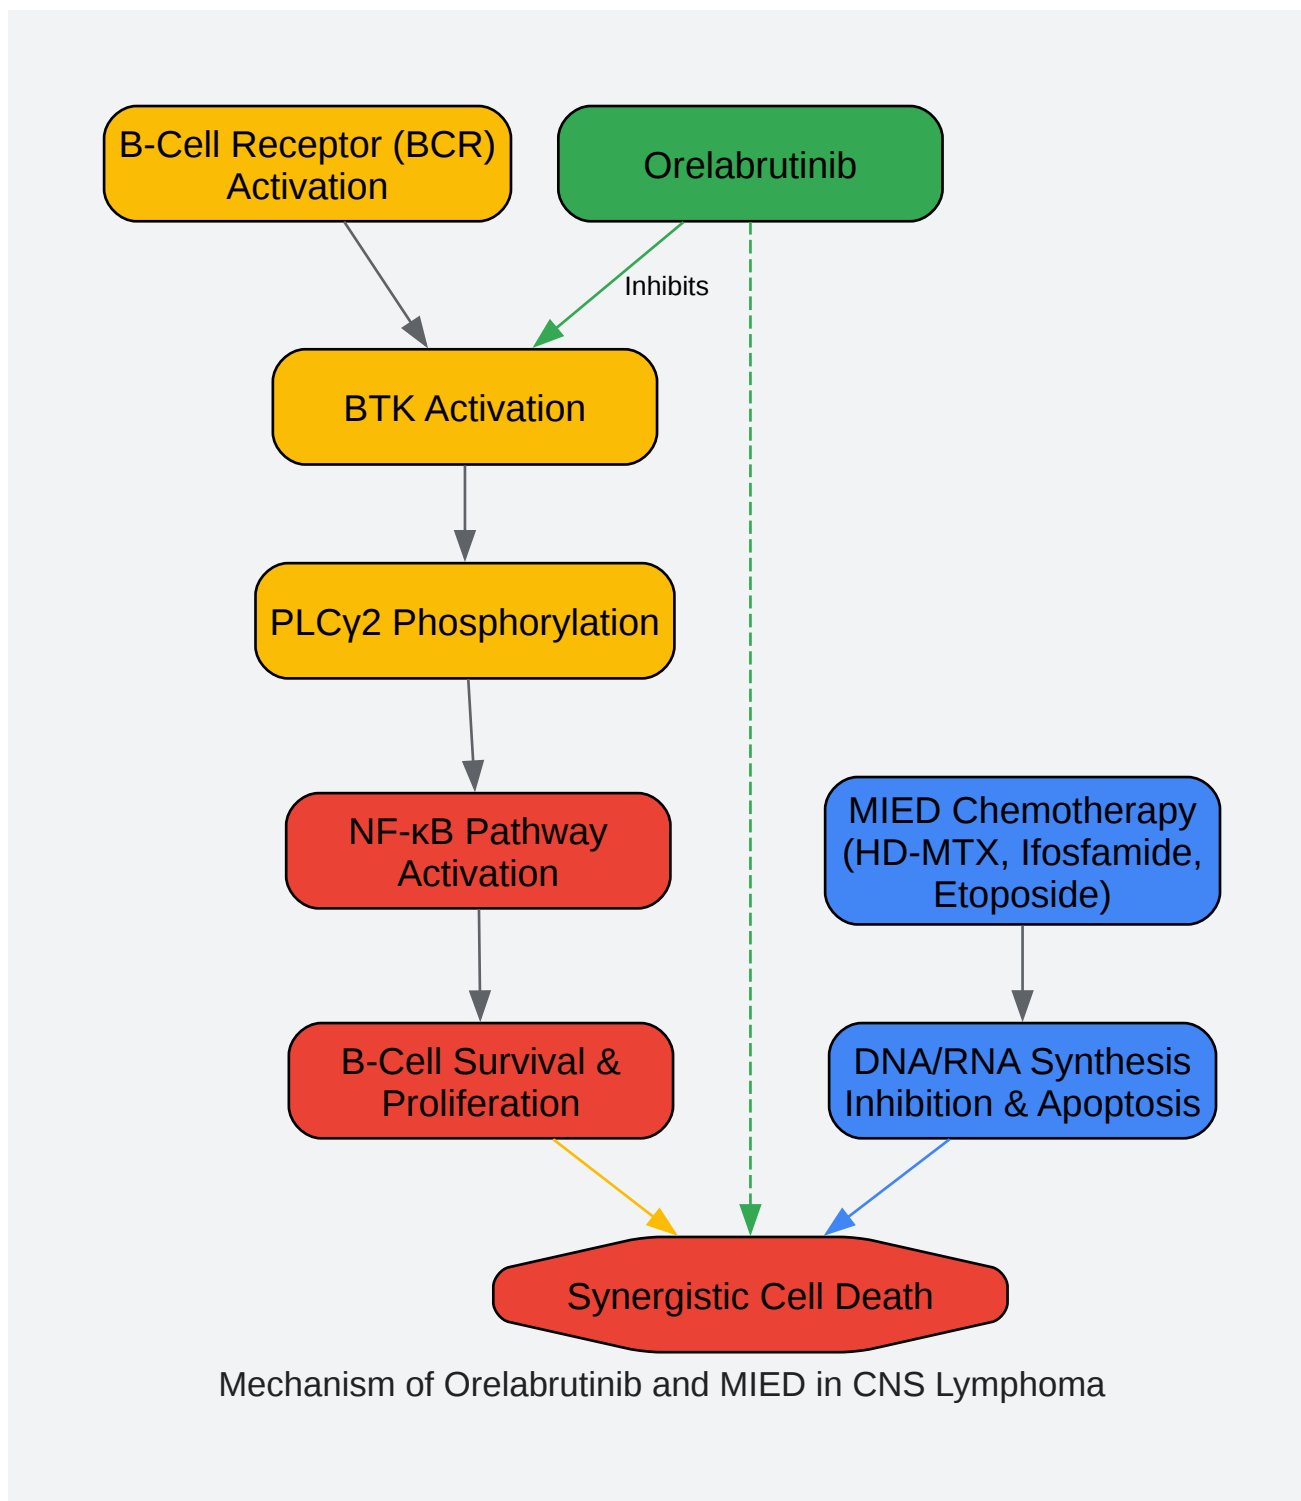 B-Cell Receptor (BCR)
Activation
Orelabrutinib
Inhibits
BTK Activation
PLCγ2 Phosphorylation
NF-κB Pathway
Activation
MIED Chemotherapy
(HD-MTX, Ifosfamide,
Etoposide)
B-Cell Survival &
Proliferation
DNA/RNA Synthesis
Inhibition & Apoptosis
Synergistic Cell Death
Mechanism of Orelabrutinib and MIED in CNS Lymphoma